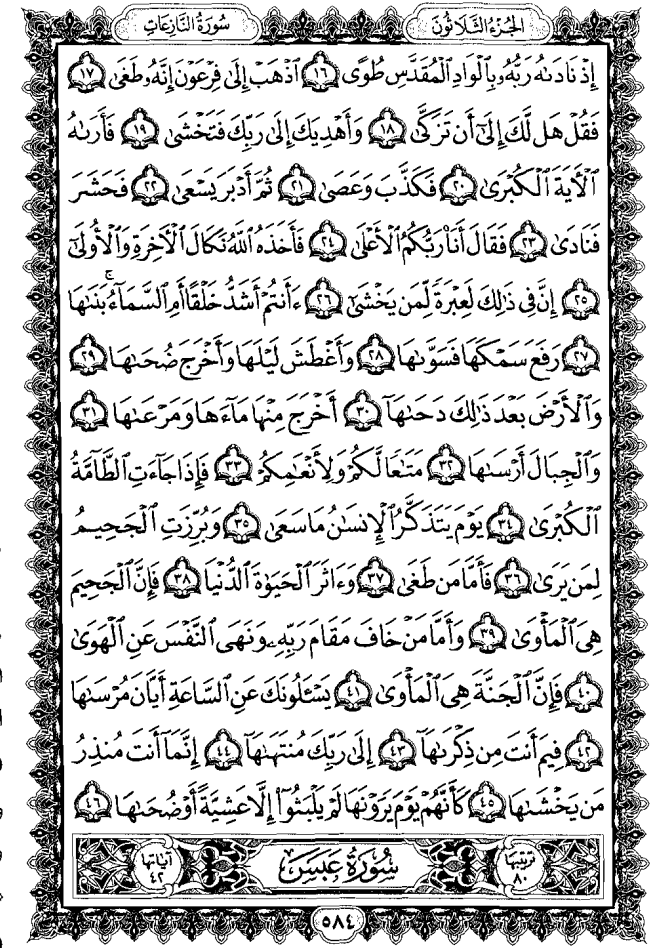 سُورَةُ النَّازِعَاتِ الجُزْءُ الثَّلَاثُونَ
إِذْ نَادَىٰهُ رَبُّهُۥ بِٱلْوَادِ ٱلْمُقَدَّسِ طُوًى ١٦ ٱذْهَبْ إِلَىٰ فِرْعَوْنَ إِنَّهُۥ طَغَىٰ ١٧
فَقُلْ هَل لَّكَ إِلَىٰٓ أَن تَزَكَّىٰ ١٨ وَأَهْدِيَكَ إِلَىٰ رَبِّكَ فَتَخْشَىٰ ١٩ فَأَرَىٰهُ
ٱلْأٓيَةَ ٱلْكُبْرَىٰ ٢٠ فَكَذَّبَ وَعَصَىٰ ٢١ ثُمَّ أَدْبَرَ يَسْعَىٰ ٢٢ فَحَشَرَ
فَنَادَىٰ ٢٣ فَقَالَ أَنَا۠ رَبُّكُمُ ٱلْأَعْلَىٰ ٢٤ فَأَخَذَهُ ٱللَّهُ نَكَالَ ٱلْأٓخِرَةِ وَٱلْأُولَىٰٓ
٢٥ إِنَّ فِى ذَٰلِكَ لَعِبْرَةً لِّمَن يَخْشَىٰٓ ٢٦ ءَأَنتُمْ أَشَدُّ خَلْقًا أَمِ ٱلسَّمَآءُ ۚ بَنَىٰهَا
٢٧ رَفَعَ سَمْكَهَا فَسَوَّىٰهَا ٢٨ وَأَغْطَشَ لَيْلَهَا وَأَخْرَجَ ضُحَىٰهَا ٢٩
وَٱلْأَرْضَ بَعْدَ ذَٰلِكَ دَحَىٰهَآ ٣٠ أَخْرَجَ مِنْهَا مَآءَهَا وَمَرْعَىٰهَا ٣١
وَٱلْجِبَالَ أَرْسَىٰهَا ٣٢ مَتَٰعًا لَّكُمْ وَلِأَنْعَٰمِكُمْ ٣٣ فَإِذَا جَآءَتِ ٱلطَّآمَّةُ
ٱلْكُبْرَىٰ ٣٤ يَوْمَ يَتَذَكَّرُ ٱلْإِنسَٰنُ مَا سَعَىٰ ٣٥ وَبُرِّزَتِ ٱلْجَحِيمُ
لِمَن يَرَىٰ ٣٦ فَأَمَّا مَن طَغَىٰ ٣٧ وَءَاثَرَ ٱلْحَيَوٰةَ ٱلدُّنْيَا ٣٨ فَإِنَّ ٱلْجَحِيمَ
هِىَ ٱلْمَأْوَىٰ ٣٩ وَأَمَّا مَنْ خَافَ مَقَامَ رَبِّهِۦ وَنَهَى ٱلنَّفْسَ عَنِ ٱلْهَوَىٰ
٤٠ فَإِنَّ ٱلْجَنَّةَ هِىَ ٱلْمَأْوَىٰ ٤١ يَسْـَٔلُونَكَ عَنِ ٱلسَّاعَةِ أَيَّانَ مُرْسَىٰهَا
٤٢ فِيمَ أَنتَ مِن ذِكْرَىٰهَآ ٤٣ إِلَىٰ رَبِّكَ مُنتَهَىٰهَآ ٤٤ إِنَّمَآ أَنتَ مُنذِرُ
مَن يَخْشَىٰهَا ٤٥ كَأَنَّهُمْ يَوْمَ يَرَوْنَهَا لَمْ يَلْبَثُوٓا۟ إِلَّا عَشِيَّةً أَوْ ضُحَىٰهَا ٤٦
ترتيبها ٨٠ سُورَةُ عَبَسَ آياتها ٤٢
٥٨٤